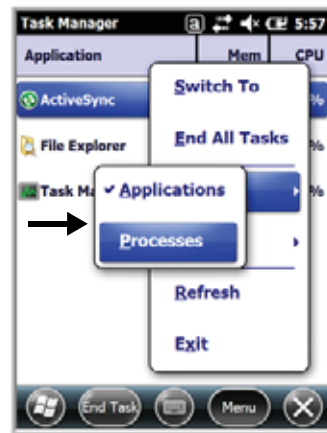 Task Manager a 5:57
Application Mem CPU
Switch To
ActiveSync %
End All Tasks
File Explorer %
Task Ma %
Applications
Processes
Refresh
Exit
End Task Menu